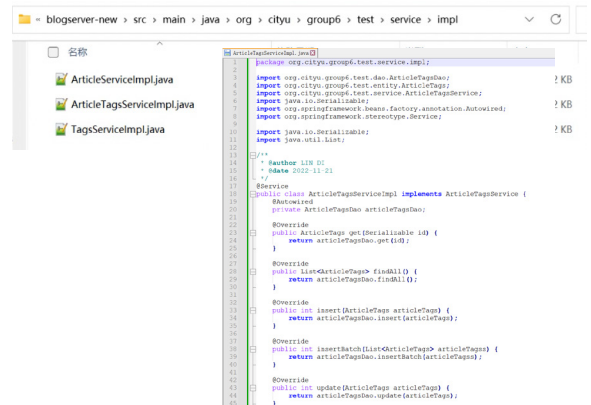 « blogserver-new › src › main › java › org › cityu › group6 › test › service › impl
名称
ArticleServiceImpl.java
ArticleTagsServiceImpl.java
TagsServiceImpl.java
2 KB
2 KB
2 KB
ArticleTagsServiceImpl.java
1 package org.cityu.group6.test.service.impl;
2
3 import org.cityu.group6.test.dao.ArticleTagsDao;
4 import org.cityu.group6.test.entity.ArticleTags;
5 import org.cityu.group6.test.service.ArticleTagsService;
6 import java.io.Serializable;
7 import org.springframework.beans.factory.annotation.Autowired;
8 import org.springframework.stereotype.Service;
9
10 import java.io.Serializable;
11 import java.util.List;
12
13 /**
14 * @author LIN DI
15 * @date 2022-11-21
16 */
17 @Service
18 public class ArticleTagsServiceImpl implements ArticleTagsService {
19 @Autowired
20 private ArticleTagsDao articleTagsDao;
21
22 @Override
23 public ArticleTags get(Serializable id) {
24 return articleTagsDao.get(id);
25 }
26
27 @Override
28 public List<ArticleTags> findAll() {
29 return articleTagsDao.findAll();
30 }
31
32 @Override
33 public int insert(ArticleTags articleTags) {
34 return articleTagsDao.insert(articleTags);
35 }
36
37 @Override
38 public int insertBatch(List<ArticleTags> articleTagss) {
39 return articleTagsDao.insertBatch(articleTagss);
40 }
41
42 @Override
43 public int update(ArticleTags articleTags) {
44 return articleTagsDao.update(articleTags);
45 }